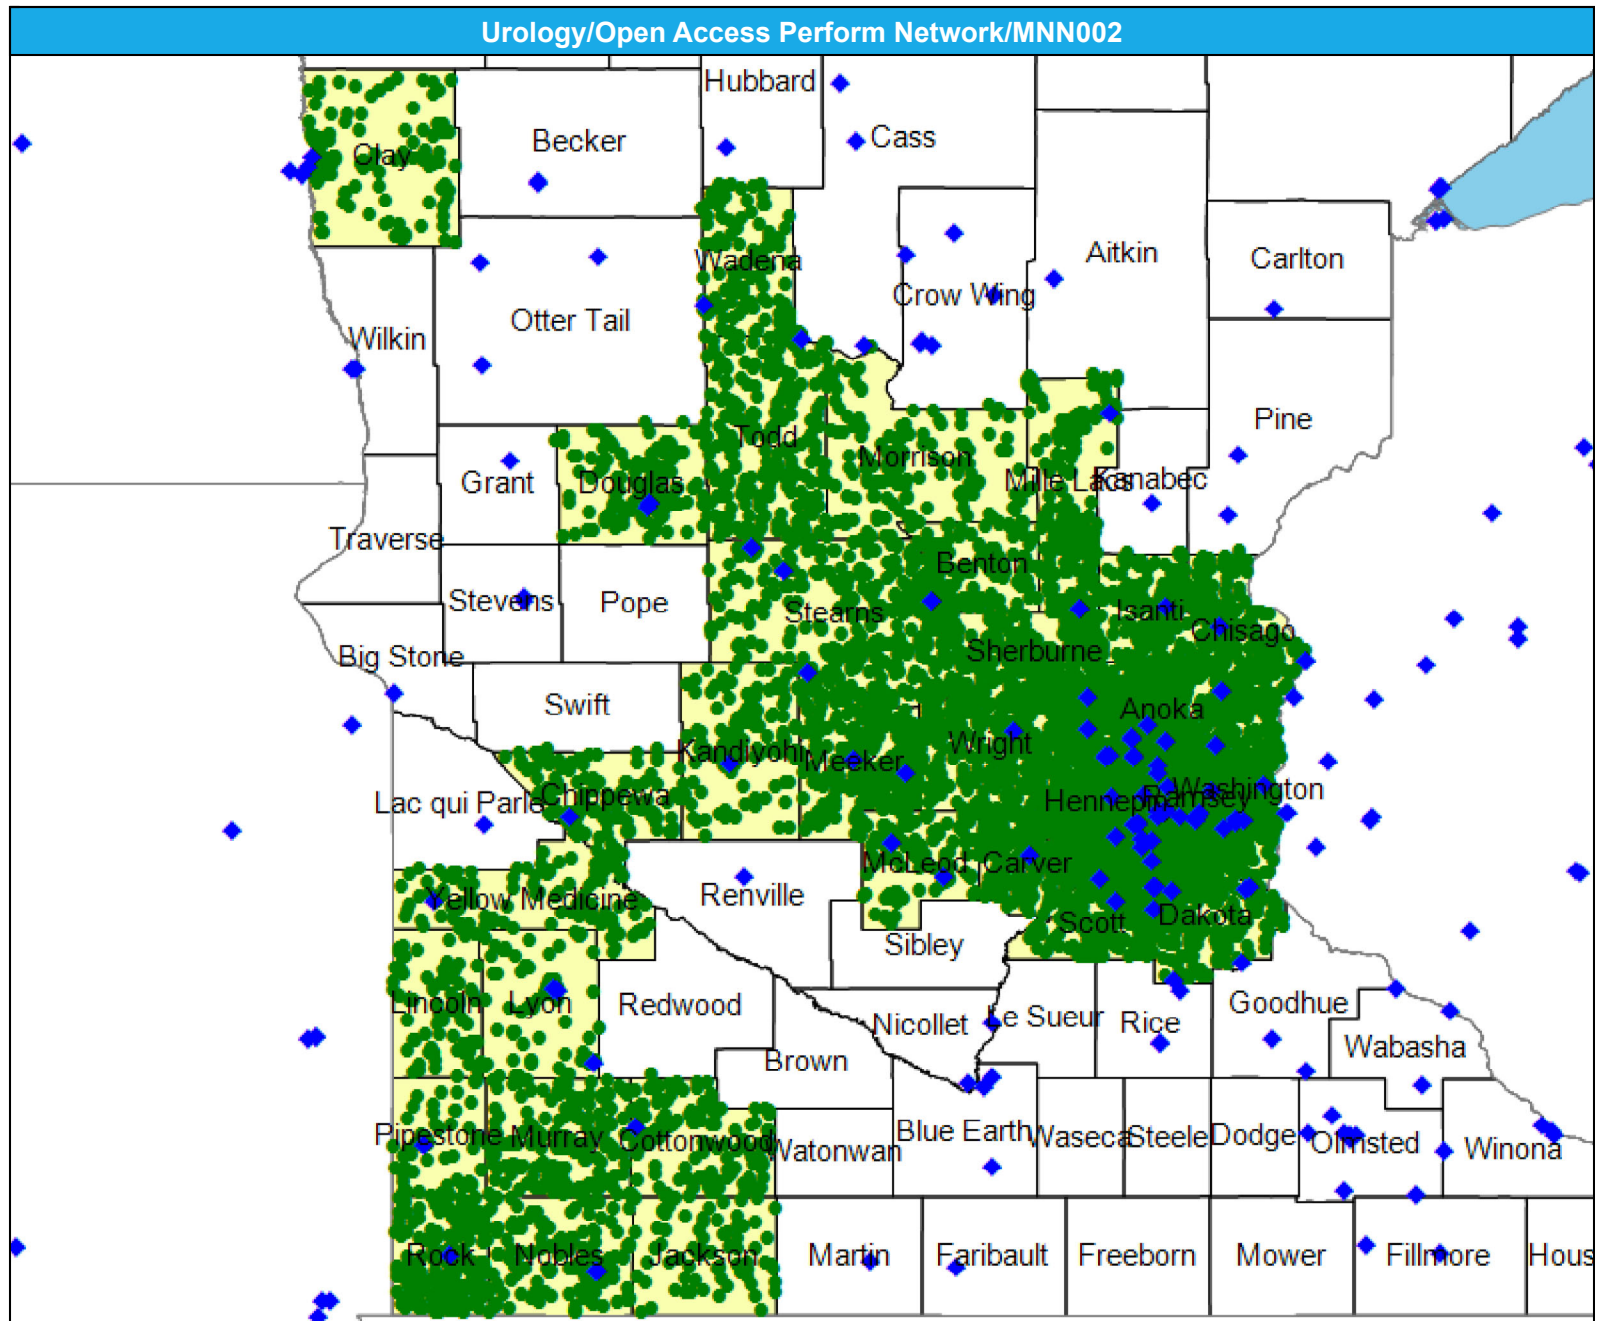 Urology/Open Access Perform Network/MNN002
Hubbard
Becker
Cass
Clay
Wadena
Aitkin
Carlton
Crow Wing
Otter Tail
Wilkin
Pine
Todd
Morrison
Grant
Douglas
Mille Lacs
Kanabec
Traverse
Benton
Stevens
Pope
Stearns
Isanti
Chisago
Big Stone
Sherburne
Swift
Anoka
Kandiyohi
Meeker
Wright
Lac qui Parle
Chippewa
Hennepin
Ramsey
Washington
McLeod
Carver
Yellow Medicine
Renville
Scott
Dakota
Sibley
Lincoln
Lyon
Redwood
Nicollet
Le Sueur
Rice
Goodhue
Brown
Wabasha
Pipestone
Murray
Cottonwood
Watonwan
Blue Earth
Waseca
Steele
Dodge
Olmsted
Winona
Rock
Nobles
Jackson
Martin
Faribault
Freeborn
Mower
Fillmore
Hous